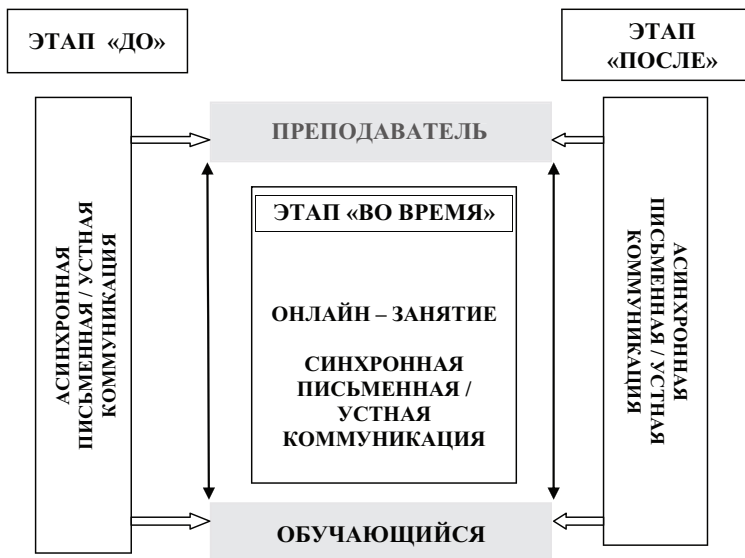 ЭТАП «ДО»
ЭТАП
«ПОСЛЕ»
ПРЕПОДАВАТЕЛЬ
АСИНХРОННАЯ
ПИСЬМЕННАЯ / УСТНАЯ
КОММУНИКАЦИЯ
ЭТАП «ВО ВРЕМЯ»
ОНЛАЙН – ЗАНЯТИЕ
СИНХРОННАЯ
ПИСЬМЕННАЯ /
УСТНАЯ
КОММУНИКАЦИЯ
АСИНХРОННАЯ
ПИСЬМЕННАЯ / УСТНАЯ
КОММУНИКАЦИЯ
ОБУЧАЮЩИЙСЯ